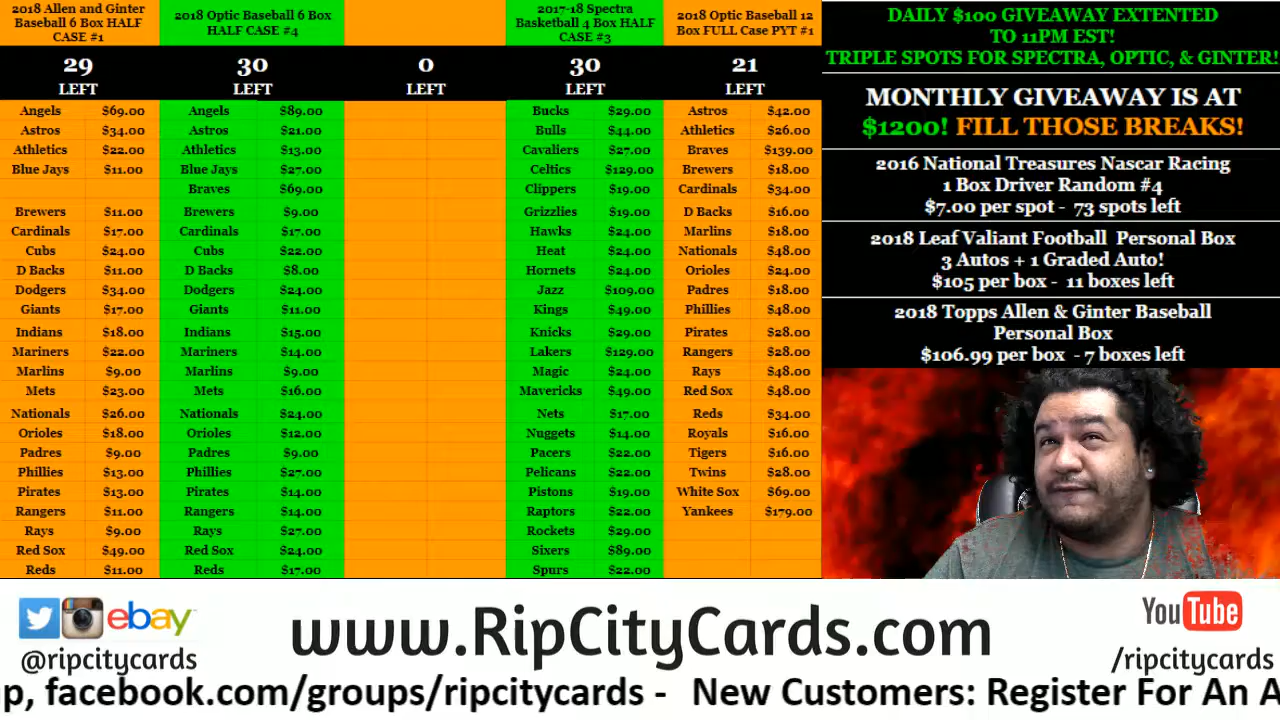 2018 Allen and Ginter
Baseball 6 Box HALF
CASE #1
29
LEFT
Angels $69.00
Astros $34.00
Athletics $22.00
Blue Jays $11.00
Brewers $11.00
Cardinals $17.00
Cubs $24.00
D Backs $11.00
Dodgers $34.00
Giants $17.00
Indians $18.00
Mariners $22.00
Marlins $9.00
Mets $23.00
Nationals $26.00
Orioles $18.00
Padres $9.00
Phillies $13.00
Pirates $13.00
Rangers $11.00
Rays $9.00
Red Sox $49.00
Reds $11.00
2018 Optic Baseball 6 Box
HALF CASE #4
30
LEFT
Angels $89.00
Astros $21.00
Athletics $13.00
Blue Jays $27.00
Braves $69.00
Brewers $9.00
Cardinals $17.00
Cubs $22.00
D Backs $8.00
Dodgers $24.00
Giants $11.00
Indians $15.00
Mariners $14.00
Marlins $9.00
Mets $16.00
Nationals $24.00
Orioles $12.00
Padres $9.00
Phillies $27.00
Pirates $14.00
Rangers $14.00
Rays $27.00
Red Sox $24.00
Reds $17.00
0
LEFT
2017-18 Spectra
Basketball 4 Box HALF
CASE #3
30
LEFT
Bucks $29.00
Bulls $44.00
Cavaliers $27.00
Celtics $129.00
Clippers $19.00
Grizzlies $19.00
Hawks $24.00
Heat $24.00
Hornets $24.00
Jazz $109.00
Kings $49.00
Knicks $29.00
Lakers $129.00
Magic $24.00
Mavericks $49.00
Nets $17.00
Nuggets $14.00
Pacers $22.00
Pelicans $22.00
Pistons $19.00
Raptors $22.00
Rockets $29.00
Sixers $89.00
Spurs $22.00
2018 Optic Baseball 12
Box FULL Case PYT #1
21
LEFT
Astros $42.00
Athletics $26.00
Braves $139.00
Brewers $18.00
Cardinals $34.00
D Backs $16.00
Marlins $18.00
Nationals $48.00
Orioles $24.00
Padres $18.00
Phillies $48.00
Pirates $28.00
Rangers $28.00
Rays $48.00
Red Sox $48.00
Reds $34.00
Royals $16.00
Tigers $16.00
Twins $28.00
White Sox $69.00
Yankees $179.00
DAILY $100 GIVEAWAY EXTENTED
TO 11PM EST!
TRIPLE SPOTS FOR SPECTRA, OPTIC, & GINTER!
MONTHLY GIVEAWAY IS AT
$1200! FILL THOSE BREAKS!
2016 National Treasures Nascar Racing
1 Box Driver Random #4
$7.00 per spot - 73 spots left
2018 Leaf Valiant Football Personal Box
3 Autos + 1 Graded Auto!
$105 per box - 11 boxes left
2018 Topps Allen & Ginter Baseball
Personal Box
$106.99 per box - 7 boxes left
ebay
@ripcitycards
www.RipCityCards.com
YouTube
/ripcitycards
p, facebook.com/groups/ripcitycards - New Customers: Register For An A